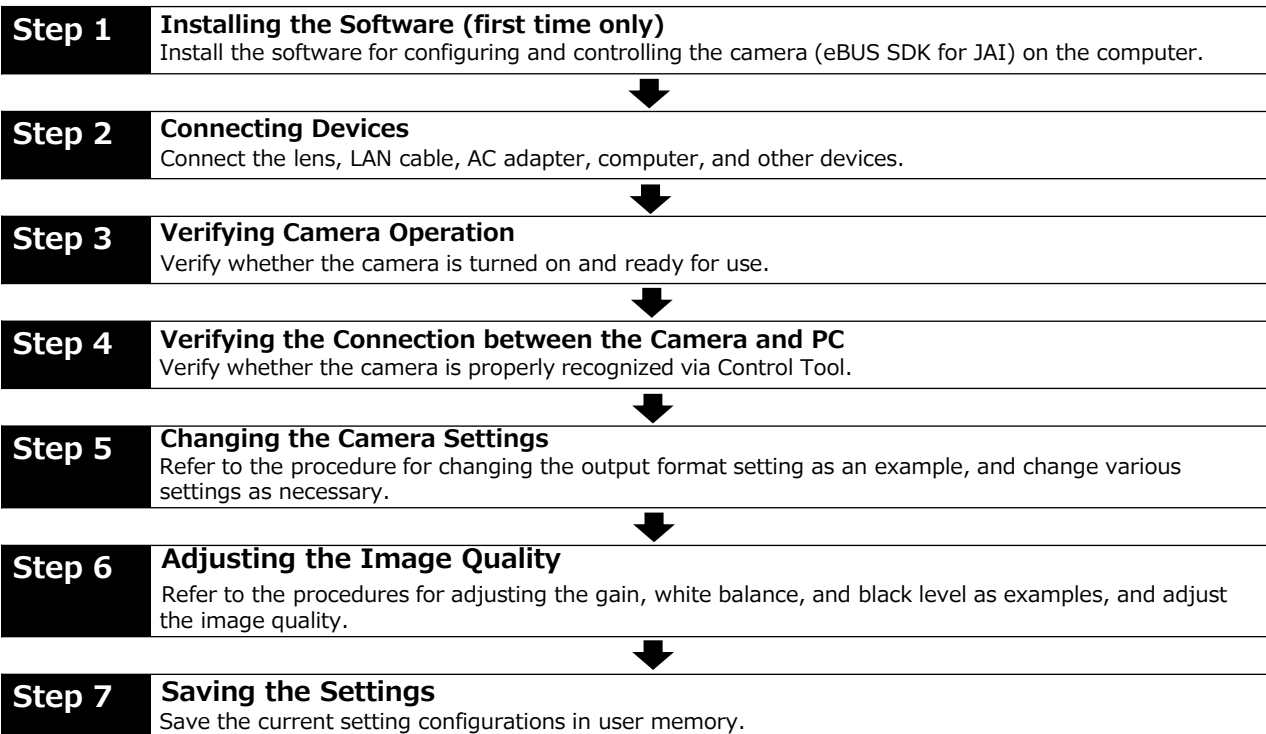 Step 1
Installing the Software (first time only)
Install the software for configuring and controlling the camera (eBUS SDK for JAI) on the computer.
Step 2
Connecting Devices
Connect the lens, LAN cable, AC adapter, computer, and other devices.
Step 3
Verifying Camera Operation
Verify whether the camera is turned on and ready for use.
Step 4
Verifying the Connection between the Camera and PC
Verify whether the camera is properly recognized via Control Tool.
Step 5
Changing the Camera Settings
Refer to the procedure for changing the output format setting as an example, and change various
settings as necessary.
Step 6
Adjusting the Image Quality
Refer to the procedures for adjusting the gain, white balance, and black level as examples, and adjust
the image quality.
Step 7
Saving the Settings
Save the current setting configurations in user memory.